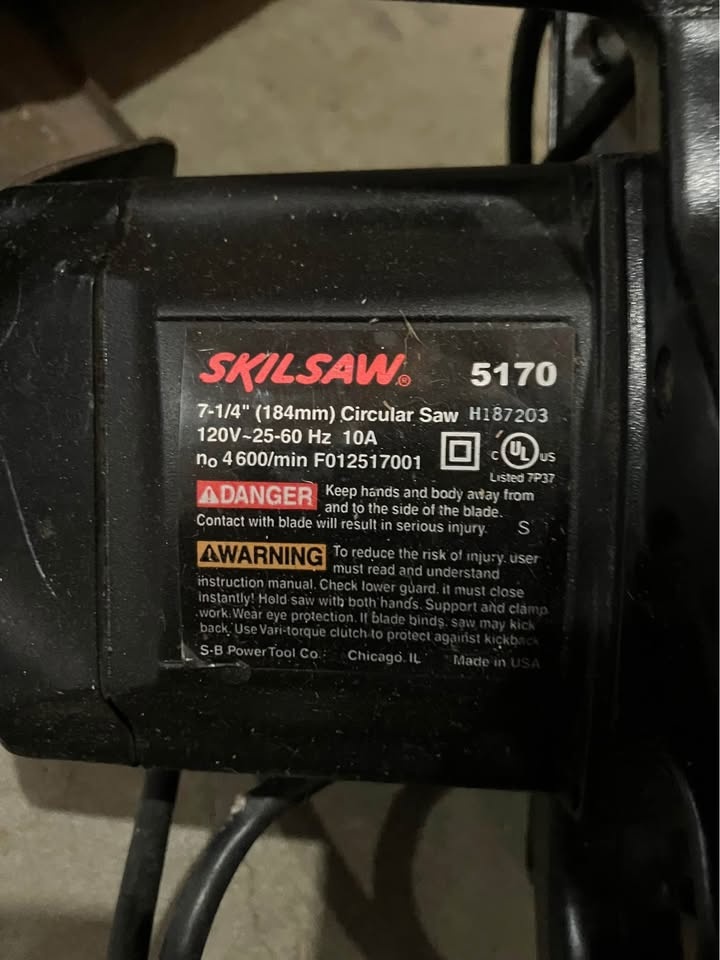 SKILSAW® 5170
7-1/4" (184mm) Circular Saw H187203
120V~25-60 Hz 10A
n₀ 4600/min F012517001
C UL US
Listed 7P37
⚠DANGER Keep hands and body away from
and to the side of the blade.
Contact with blade will result in serious injury. S
⚠WARNING To reduce the risk of injury, user
must read and understand
instruction manual. Check lower guard, it must close
instantly! Hold saw with both hands. Support and clamp
work. Wear eye protection. If blade binds, saw may kick
back. Use Vari-torque clutch to protect against kickback
S-B Power Tool Co. Chicago, IL Made in USA